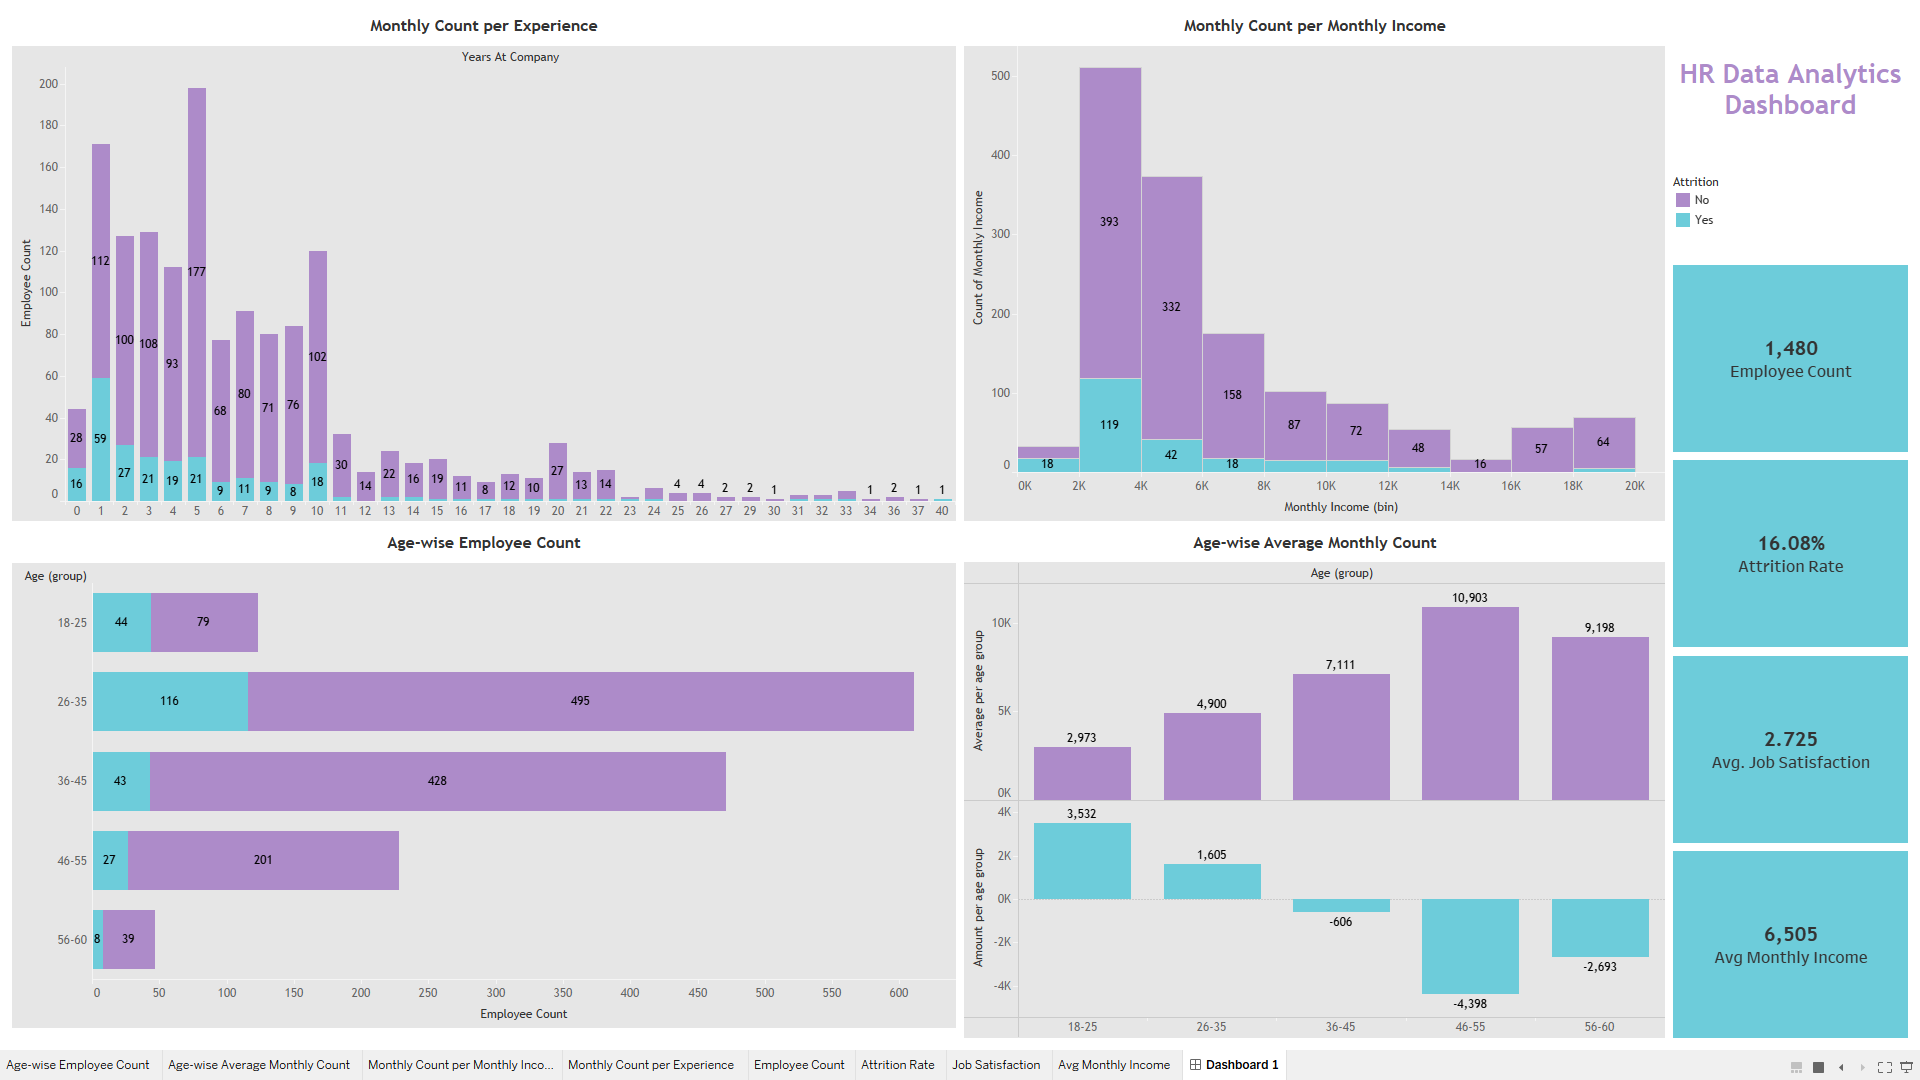 Monthly Count per Experience
Years At Company
Employee Count
200
180
160
140
120
100
80
60
40
20
0
28 112 100 108 93 177 68 80 71 76 102 30 14 22 16 19 11 8 12 10 27 13 14 4 4 2 2 1 1 2 1 1
16 59 27 21 19 21 9 11 9 8 18
0 1 2 3 4 5 6 7 8 9 10 11 12 13 14 15 16 17 18 19 20 21 22 23 24 25 26 27 29 30 31 32 33 34 36 37 40
Monthly Count per Monthly Income
Count of Monthly Income
500
400
300
200
100
0
393 332 158 87 72 48 16 57 64
18 119 42 18
0K 2K 4K 6K 8K 10K 12K 14K 16K 18K 20K
Monthly Income (bin)
HR Data Analytics
Dashboard
Attrition
No
Yes
1,480
Employee Count
16.08%
Attrition Rate
2.725
Avg. Job Satisfaction
6,505
Avg Monthly Income
Age-wise Employee Count
Age (group)
18-25 44 79
26-35 116 495
36-45 43 428
46-55 27 201
56-60 8 39
0 50 100 150 200 250 300 350 400 450 500 550 600
Employee Count
Age-wise Average Monthly Count
Age (group)
Average per age group
10K
5K
0K
2,973 4,900 7,111 10,903 9,198
Amount per age group
4K
2K
0K
-2K
-4K
3,532 1,605 -606 -4,398 -2,693
18-25 26-35 36-45 46-55 56-60
Age-wise Employee Count Age-wise Average Monthly Count Monthly Count per Monthly Inco... Monthly Count per Experience Employee Count Attrition Rate Job Satisfaction Avg Monthly Income Dashboard 1